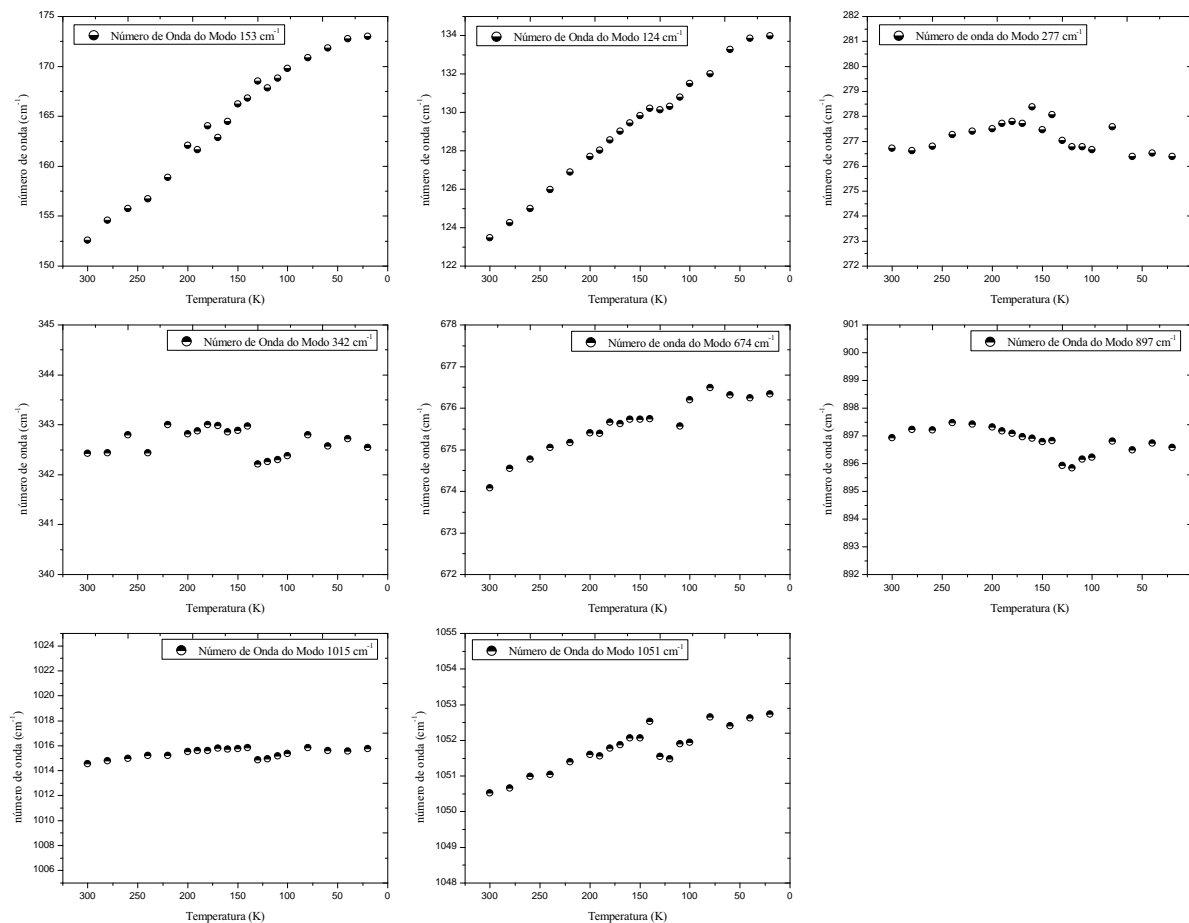 Número de Onda do Modo 153 cm⁻¹
número de onda (cm⁻¹)
175
170
165
160
155
150
300 250 200 150 100 50 0
Temperatura (K)
Número de Onda do Modo 124 cm⁻¹
número de onda (cm⁻¹)
134
132
130
128
126
124
122
300 250 200 150 100 50 0
Temperatura (K)
Número de onda do Modo 277 cm⁻¹
número de onda (cm⁻¹)
282
281
280
279
278
277
276
275
274
273
272
300 250 200 150 100 50
Temperatura (K)
Número de Onda do Modo 342 cm⁻¹
número de onda (cm⁻¹)
345
344
343
342
341
340
300 250 200 150 100 50 0
Temperatura (K)
Número de onda do Modo 674 cm⁻¹
número de onda (cm⁻¹)
678
677
676
675
674
673
672
300 250 200 150 100 50 0
Temperatura (K)
Número de Onda do Modo 897 cm⁻¹
número de onda (cm⁻¹)
901
900
899
898
897
896
895
894
893
892
300 250 200 150 100 50
Temperatura (K)
Número de Onda do Modo 1015 cm⁻¹
número de onda (cm⁻¹)
1024
1022
1020
1018
1016
1014
1012
1010
1008
1006
300 250 200 150 100 50 0
Temperatura (K)
Número de Onda do Modo 1051 cm⁻¹
número de onda (cm⁻¹)
1055
1054
1053
1052
1051
1050
1049
1048
300 250 200 150 100 50 0
Temperatura (K)